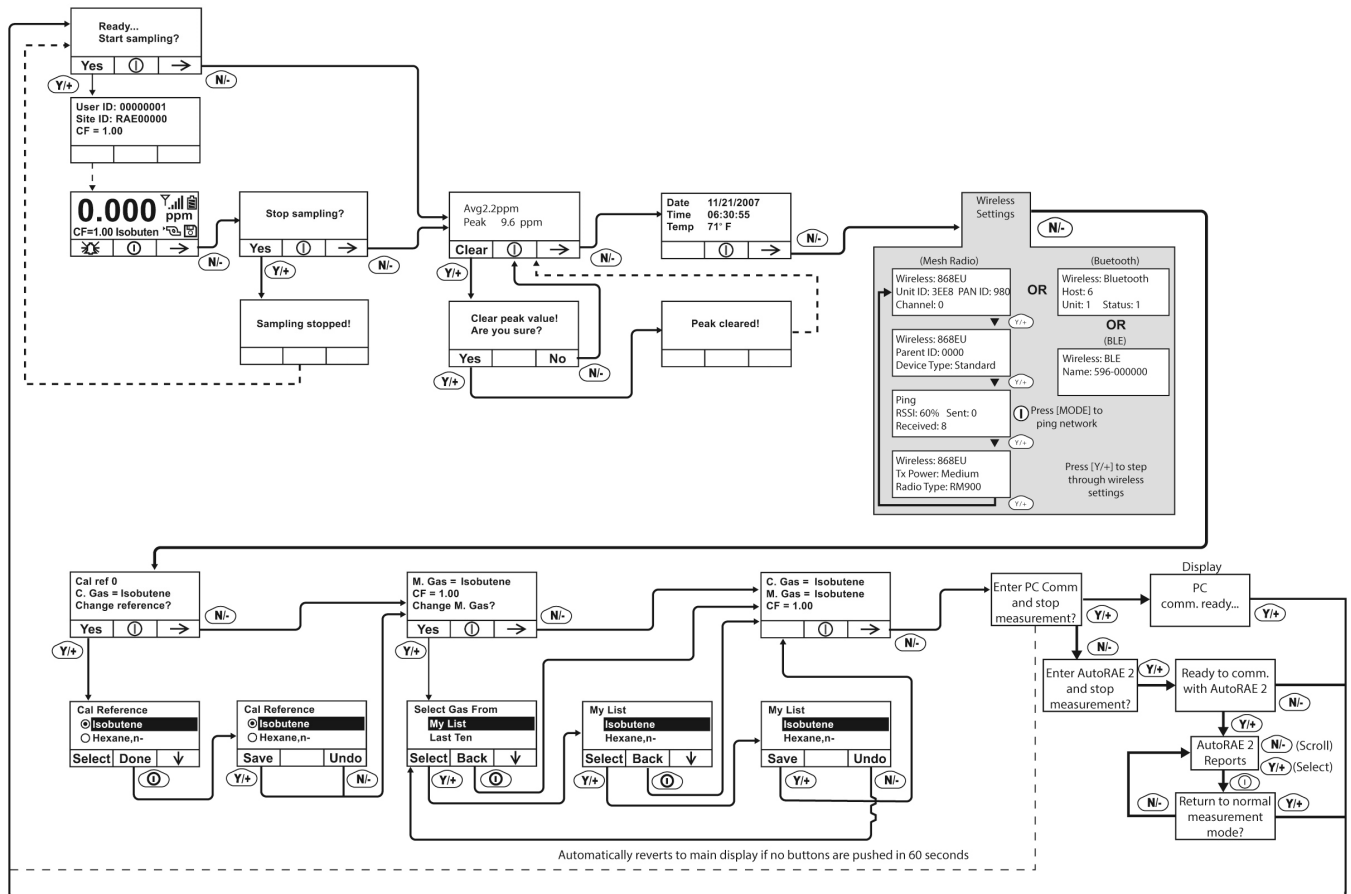 Ready...
Start sampling?
Yes
N/-
Y/+
User ID: 00000001
Site ID: RAE00000
CF = 1.00
0.000
ppm
CF=1.00 Isobuten
N/-
Stop sampling?
Yes
N/-
Y/+
Sampling stopped!
Avg2.2ppm
Peak 9.6 ppm
Clear
N/-
Y/+
Clear peak value!
Are you sure?
Yes No
N/-
Y/+
Peak cleared!
Date 11/21/2007
Time 06:30:55
Temp 71° F
N/-
Wireless
Settings
N/-
(Mesh Radio)
Wireless: 868EU
Unit ID: 3EE8 PAN ID: 980
Channel: 0
Y/+
Wireless: 868EU
Parent ID: 0000
Device Type: Standard
Y/+
Ping
RSSI: 60% Sent: 0
Received: 8
Y/+
Wireless: 868EU
Tx Power: Medium
Radio Type: RM900
Y/+
OR
(Buetooth)
Wireless: Bluetooth
Host: 6
Unit: 1 Status: 1
OR
(BLE)
Wireless: BLE
Name: 596-000000
Press [MODE] to
ping network
Press [Y/+] to step
through wireless
settings
Cal ref 0
C. Gas = Isobutene
Change reference?
Yes
N/-
Y/+
Cal Reference
Isobutene
Hexane,n-
Select Done
Cal Reference
Isobutene
Hexane,n-
Save Undo
Y/+
N/-
M. Gas = Isobutene
CF = 1.00
Change M. Gas?
Yes
N/-
Y/+
Select Gas From
My List
Last Ten
Select Back
Y/+
My List
Isobutene
Hexane,n-
Select Back
Y/+
C. Gas = Isobutene
M. Gas = Isobutene
CF = 1.00
N/-
My List
Isobutene
Hexane,n-
Save Undo
Y/+
N/-
Enter PC Comm
and stop
measurement?
Y/+
N/-
Display
PC
comm. ready...
Y/+
Enter AutoRAE 2
and stop
measurement?
Y/+
Ready to comm.
with AutoRAE 2
N/-
Y/+
AutoRAE 2
Reports
N/- (Scroll)
Y/+ (Select)
N/-
Return to normal
measurement
mode?
Y/+
Automatically reverts to main display if no buttons are pushed in 60 seconds